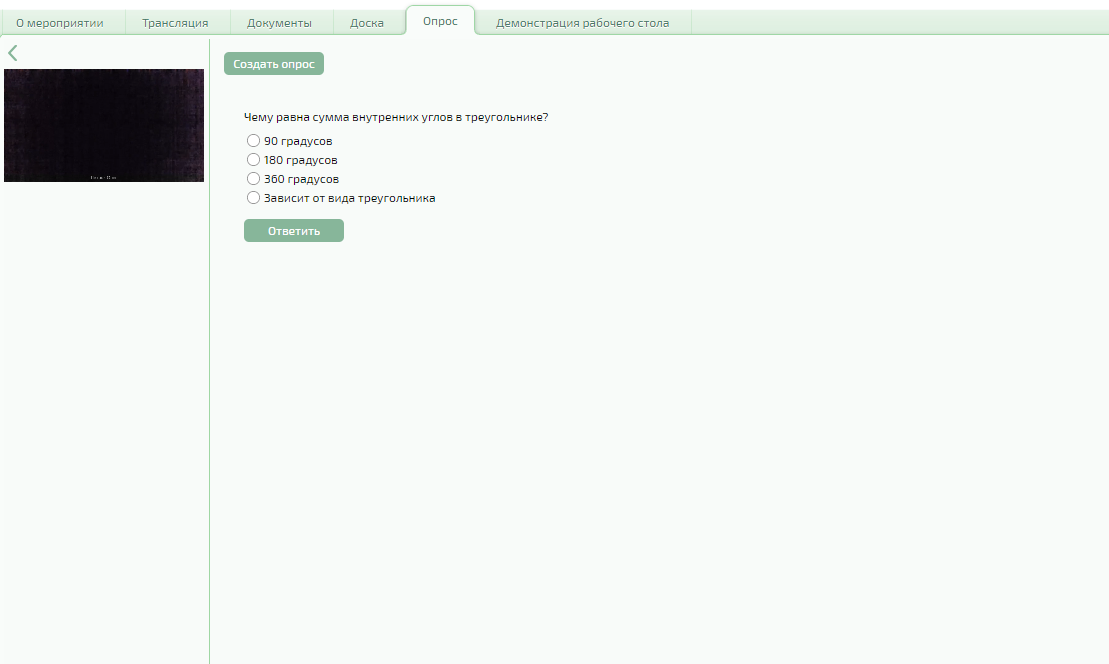 О мероприятии Трансляция Документы Доска Опрос Демонстрация рабочего стола
Создать опрос
Чему равна сумма внутренних углов в треугольнике?
90 градусов
180 градусов
360 градусов
Зависит от вида треугольника
Ответить